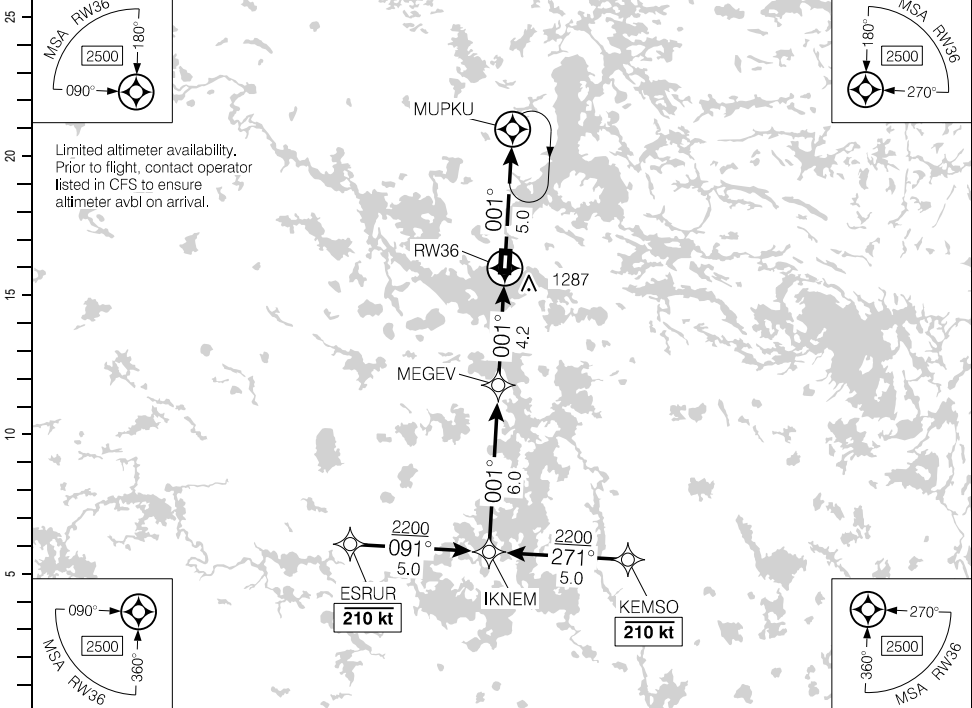 25
20
15
10
5
MSA RW36
180°
2500
090°
MSA RW36
180°
2500
270°
Limited altimeter availability.
Prior to flight, contact operator
listed in CFS to ensure
altimeter avbl on arrival.
MUPKU
001°
5.0
RW36
1287
001°
4.2
MEGEV
001°
6.0
2200
091°
5.0
2200
271°
5.0
ESRUR
210 kt
IKNEM
KEMSO
210 kt
090°
2500
360°
MSA RW36
270°
2500
360°
MSA RW36